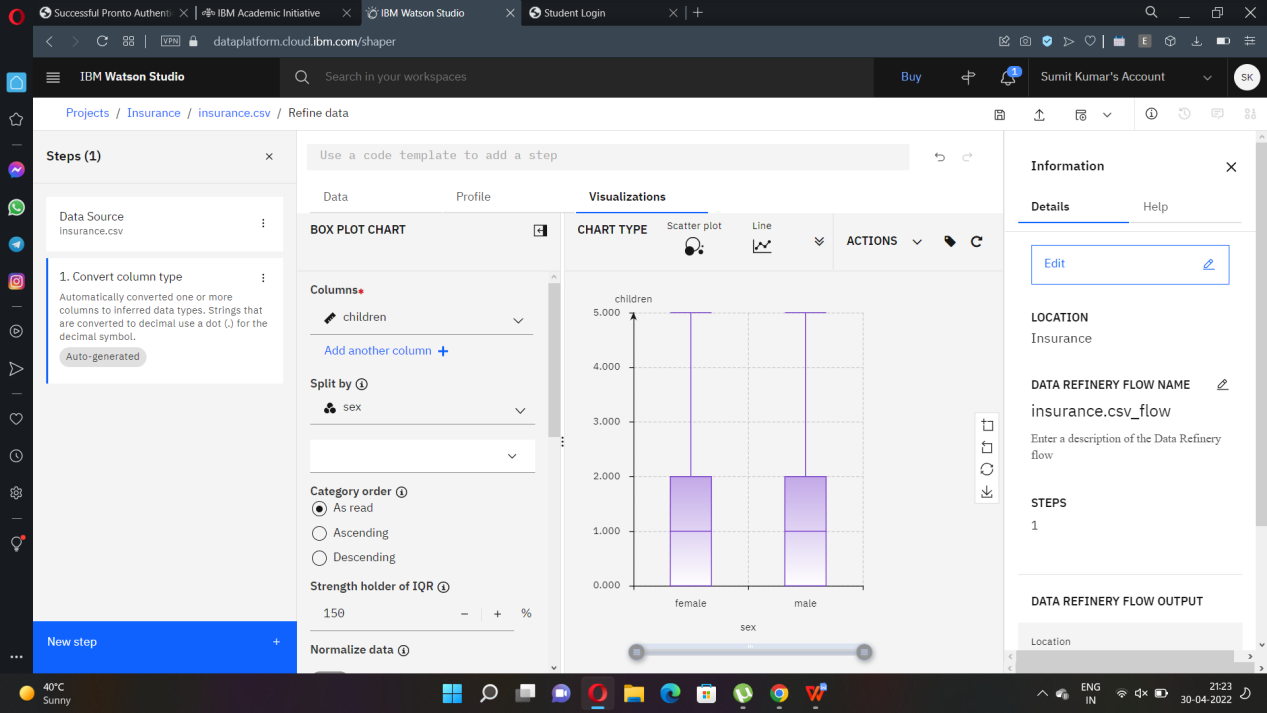 Successful Pronto Authenti
IBM Academic Initiative
IBM Watson Studio
Student Login
VPN
dataplatform.cloud.ibm.com/shaper
E
IBM Watson Studio
Search in your workspaces
Buy
1
Sumit Kumar's Account
SK
Projects / Insurance / insurance.csv / Refine data
Steps (1)
Data Source
insurance.csv
1. Convert column type
Automatically converted one or more
columns to inferred data types. Strings that
are converted to decimal use a dot (.) for the
decimal symbol.
Auto-generated
New step +
Use a code template to add a step
Data
Profile
Visualizations
BOX PLOT CHART
Columns*
children
Add another column +
Split by
sex
Category order
As read
Ascending
Descending
Strength holder of IQR
150 − + %
Normalize data
CHART TYPE
Scatter plot
Line
ACTIONS
children
5.000
4.000
3.000
2.000
1.000
0.000
female
male
sex
Information
Details
Help
Edit
LOCATION
Insurance
DATA REFINERY FLOW NAME
insurance.csv_flow
Enter a description of the Data Refinery
flow
STEPS
1
DATA REFINERY FLOW OUTPUT
Location
40°C
Sunny
ENG
IN
21:23
30-04-2022